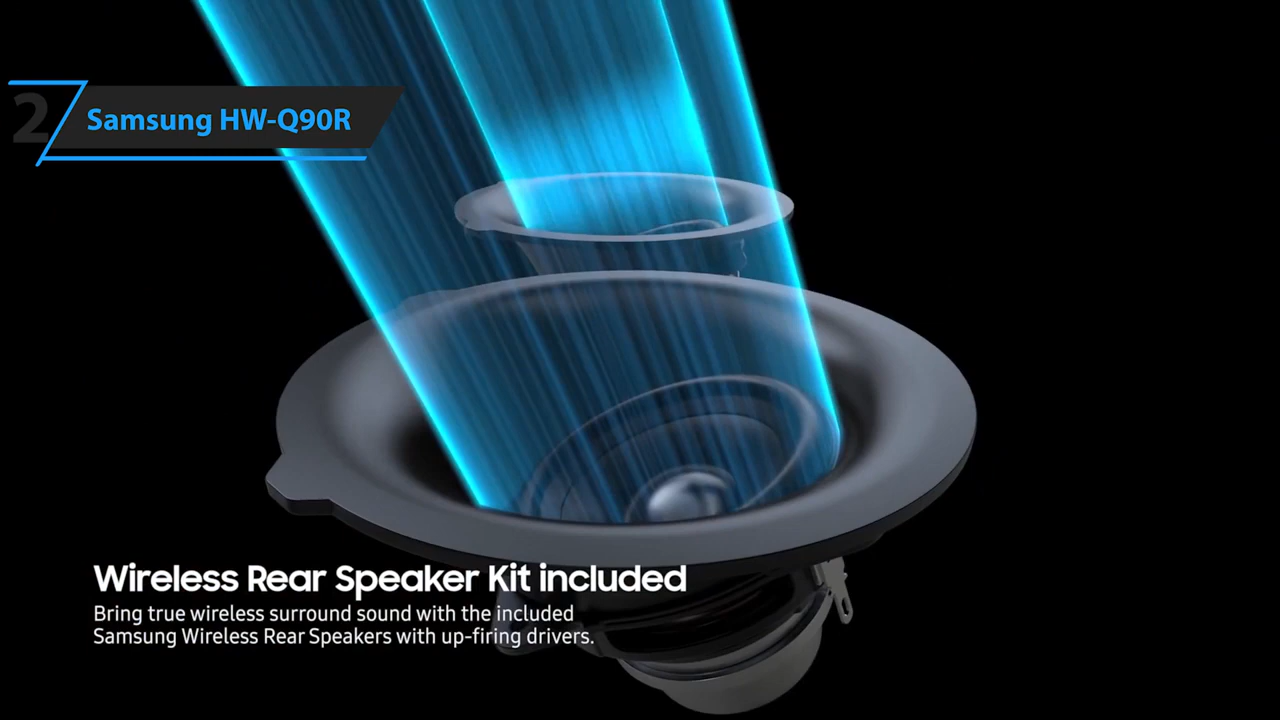 2
Samsung HW-Q90R
Wireless Rear Speaker Kit included
Bring true wireless surround sound with the included
Samsung Wireless Rear Speakers with up-firing drivers.